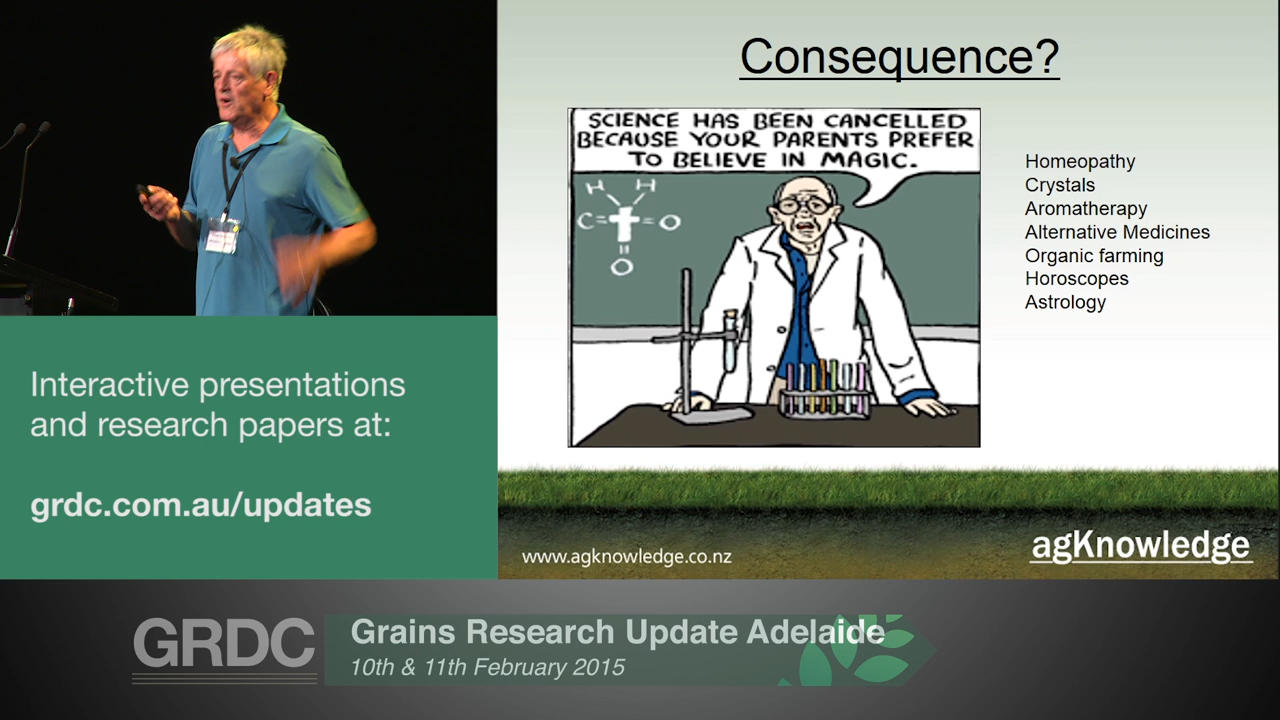 Consequence?
SCIENCE HAS BEEN CANCELLED
BECAUSE YOUR PARENTS PREFER
TO BELIEVE IN MAGIC.
H H
C = = O
O
Homeopathy
Crystals
Aromatherapy
Alternative Medicines
Organic farming
Horoscopes
Astrology
www.agknowledge.co.nz
agKnowledge
Interactive presentations
and research papers at:
grdc.com.au/updates
GRDC
Grains Research Update Adelaide
10th & 11th February 2015